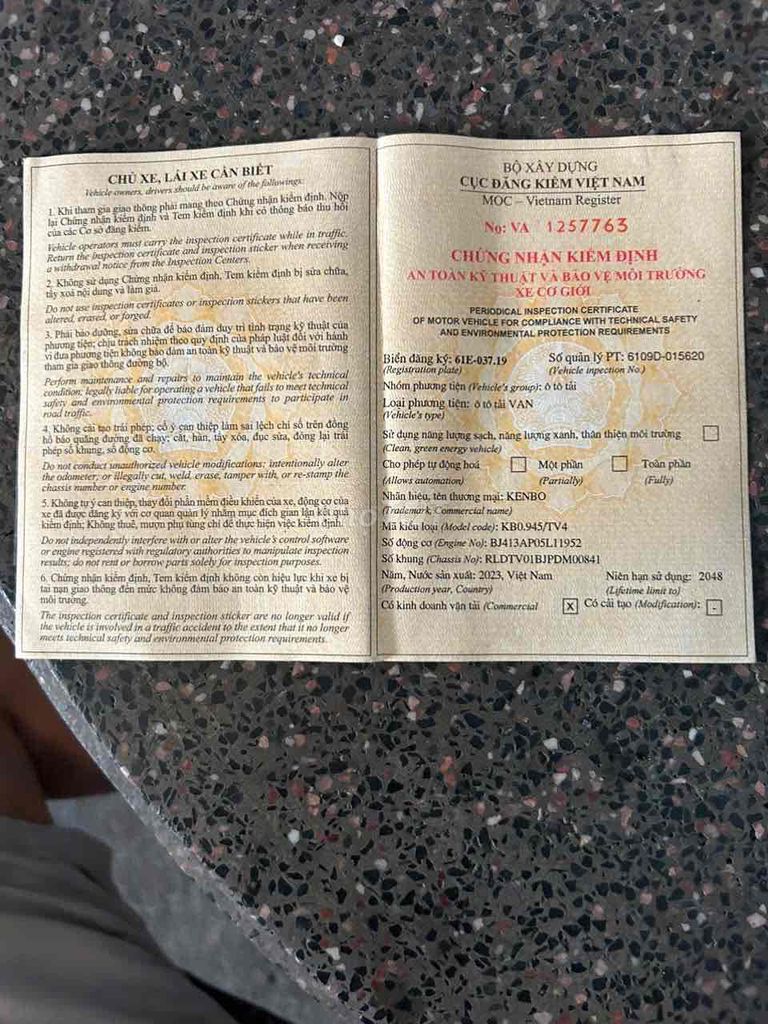 CHỦ XE, LÁI XE CẦN BIẾT
Vehicle owners, drivers should be aware of the followings:
1. Khi tham gia giao thông phải mang theo Chứng nhận kiểm định. Nộp
lại Chứng nhận kiểm định và Tem kiểm định khi có thông báo thu hồi
của các Cơ sở đăng kiểm.
Vehicle operators must carry the inspection certificate while in traffic.
Return the inspection certificate and inspection sticker when receiving
a withdrawal notice from the Inspection Centers.
2. Không sử dụng Chứng nhận kiểm định, Tem kiểm định bị sửa chữa,
tẩy xoá nội dung và làm giả.
Do not use inspection certificates or inspection stickers that have been
altered, erased, or forged.
3. Phải bảo dưỡng, sửa chữa để bảo đảm duy trì tình trạng kỹ thuật của
phương tiện; chịu trách nhiệm theo quy định của pháp luật đối với hành
vi đưa phương tiện không bảo đảm an toàn kỹ thuật và bảo vệ môi trường
tham gia giao thông đường bộ.
Perform maintenance and repairs to maintain the vehicle's technical
condition; legally liable for operating a vehicle that fails to meet technical
safety and environmental protection requirements to participate in
road traffic.
4. Không cải tạo trái phép; cố ý can thiệp làm sai lệch chỉ số trên đồng
hồ báo quãng đường đã chạy; cắt, hàn, tẩy xóa, đục sửa, đóng lại trái
phép số khung, số động cơ.
Do not conduct unauthorized vehicle modifications; intentionally alter
the odometer, or illegally cut, weld, erase, tamper with, or re-stamp the
chassis number or engine number.
5. Không tự ý can thiệp, thay đổi phần mềm điều khiển của xe, động cơ của
xe đã được đăng ký với cơ quan quản lý nhằm mục đích gian lận kết quả
kiểm định; Không thuê, mượn phụ tùng chỉ để thực hiện việc kiểm định.
Do not independently interfere with or alter the vehicle's control software
or engine registered with regulatory authorities to manipulate inspection
results; do not rent or borrow parts solely for inspection purposes.
6. Chứng nhận kiểm định, Tem kiểm định không còn hiệu lực khi xe bị
tai nạn giao thông đến mức không đảm bảo an toàn kỹ thuật và bảo vệ
môi trường.
The inspection certificate and inspection sticker are no longer valid if
the vehicle is involved in a traffic accident to the extent that it no longer
meets technical safety and environmental protection requirements.
BỘ XÂY DỰNG
CỤC ĐĂNG KIỂM VIỆT NAM
MOC – Vietnam Register
No: VA 1257763
CHỨNG NHẬN KIỂM ĐỊNH
AN TOÀN KỸ THUẬT VÀ BẢO VỆ MÔI TRƯỜNG
XE CƠ GIỚI
PERIODICAL INSPECTION CERTIFICATE
OF MOTOR VEHICLE FOR COMPLIANCE WITH TECHNICAL SAFETY
AND ENVIRONMENTAL PROTECTION REQUIREMENTS
Biển đăng ký: 61E-037.19 Số quản lý PT: 6109D-015620
(Registration plate) (Vehicle inspection No.)
Nhóm phương tiện (Vehicle's group): ô tô tải
Loại phương tiện: ô tô tải VAN
(Vehicle's type)
Sử dụng năng lượng sạch, năng lượng xanh, thân thiện môi trường
(Clean, green energy vehicle)
Cho phép tự động hoá Một phần Toàn phần
(Allows automation) (Partially) (Fully)
Nhãn hiệu, tên thương mại: KENBO
(Trademark, Commercial name)
Mã kiểu loại (Model code): KB0.945/TV4
Số động cơ (Engine No): BJ413AP05L11952
Số khung (Chassis No): RLDTV01BJPDM00841
Năm, Nước sản xuất: 2023, Việt Nam Niên hạn sử dụng: 2048
(Production year, Country) (Lifetime limit to)
Có kinh doanh vận tải (Commercial X Có cải tạo (Modification): -